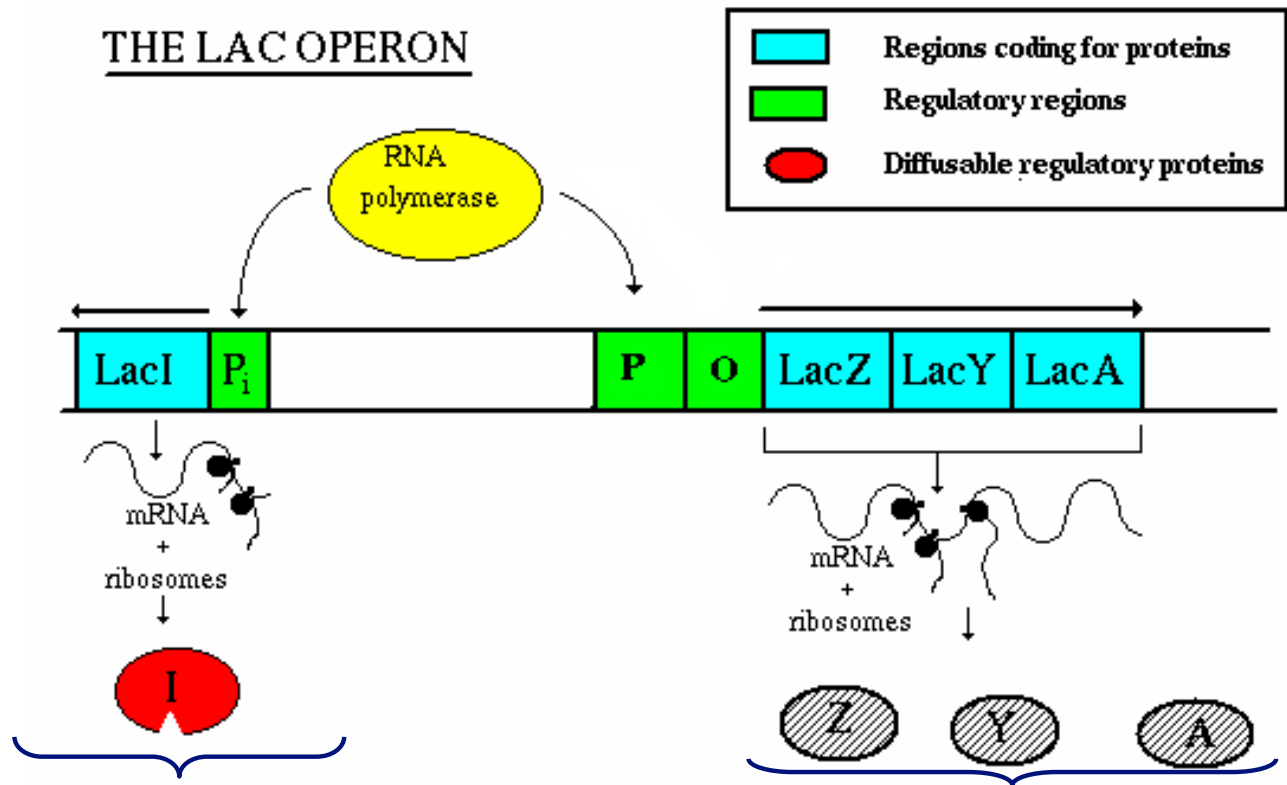 THE LAC OPERON
Regions coding for proteins
Regulatory regions
Diffusable regulatory proteins
RNA
polymerase
LacI
Pi
P
O
LacZ
LacY
LacA
mRNA
+
ribosomes
I
mRNA
+
ribosomes
Z
Y
A